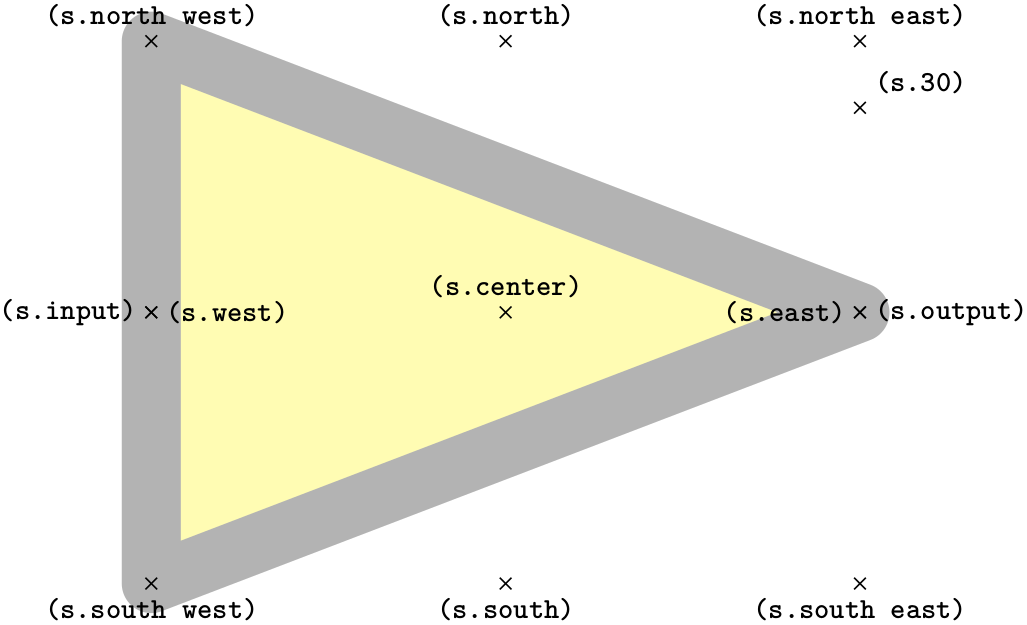 (s.north west) (s.north) (s.north east)
(s.30)
(s.center)
(s.input) (s.west) (s.east) (s.output)
(s.south west) (s.south) (s.south east)